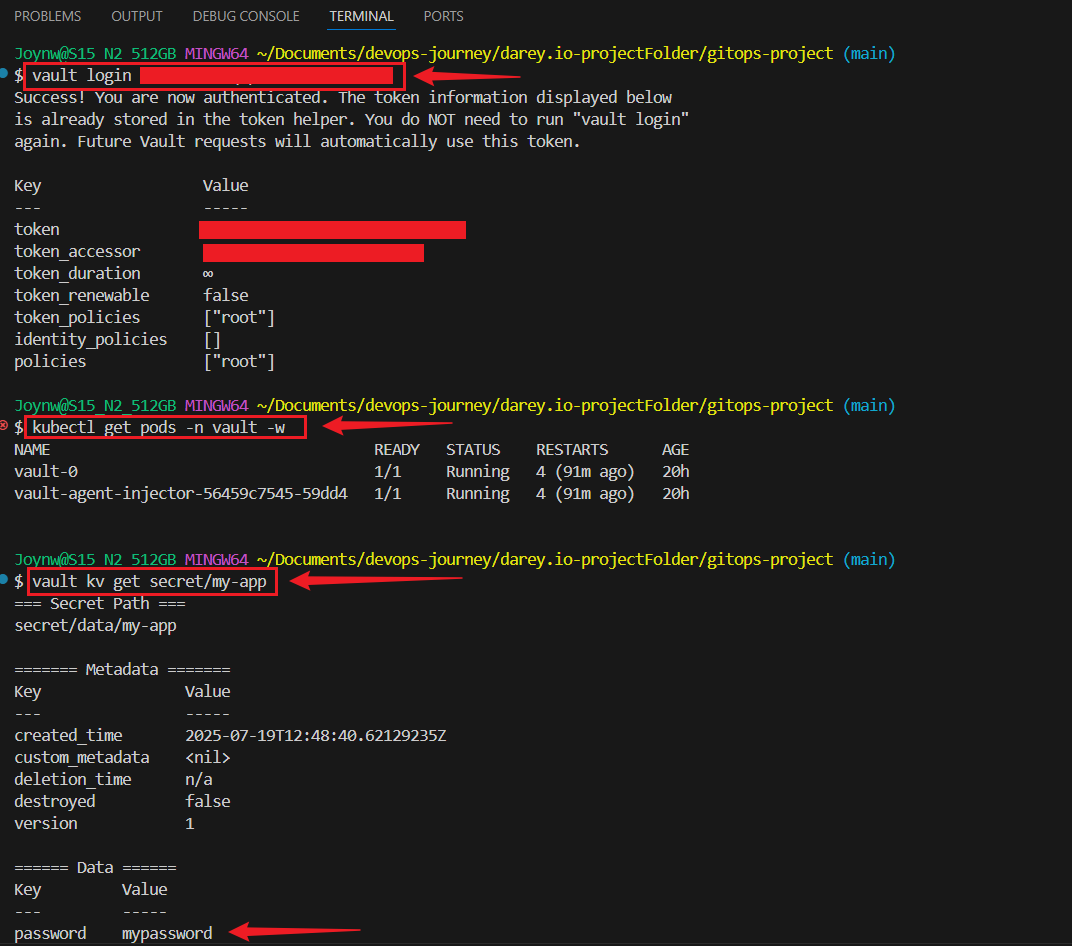 PROBLEMS OUTPUT DEBUG CONSOLE TERMINAL PORTS
Joynw@S15_N2_512GB MINGW64 ~/Documents/devops-journey/darey.io-projectFolder/gitops-project (main)
$ vault login
Success! You are now authenticated. The token information displayed below
is already stored in the token helper. You do NOT need to run "vault login"
again. Future Vault requests will automatically use this token.
Key Value
--- -----
token
token_accessor
token_duration ∞
token_renewable false
token_policies ["root"]
identity_policies []
policies ["root"]
Joynw@S15_N2_512GB MINGW64 ~/Documents/devops-journey/darey.io-projectFolder/gitops-project (main)
$ kubectl get pods -n vault -w
NAME READY STATUS RESTARTS AGE
vault-0 1/1 Running 4 (91m ago) 20h
vault-agent-injector-56459c7545-59dd4 1/1 Running 4 (91m ago) 20h
Joynw@S15_N2_512GB MINGW64 ~/Documents/devops-journey/darey.io-projectFolder/gitops-project (main)
$ vault kv get secret/my-app
=== Secret Path ===
secret/data/my-app
======= Metadata =======
Key Value
--- -----
created_time 2025-07-19T12:48:40.62129235Z
custom_metadata <nil>
deletion_time n/a
destroyed false
version 1
====== Data ======
Key Value
--- -----
password mypassword